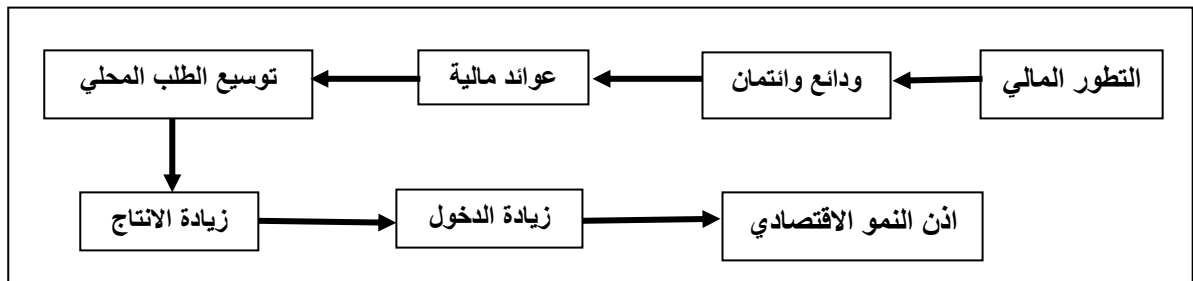 التطور المالي
ودائع وائتمان
عوائد مالية
توسيع الطلب المحلي
زيادة الانتاج
زيادة الدخول
اذن النمو الاقتصادي